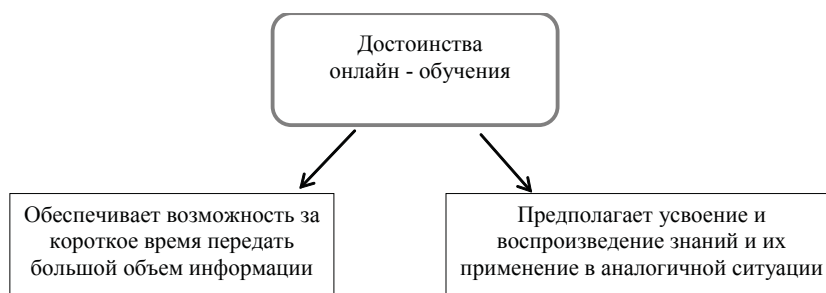 Достоинства
онлайн - обучения
Обеспечивает возможность за
короткое время передать
большой объем информации
Предполагает усвоение и
воспроизведение знаний и их
применение в аналогичной ситуации